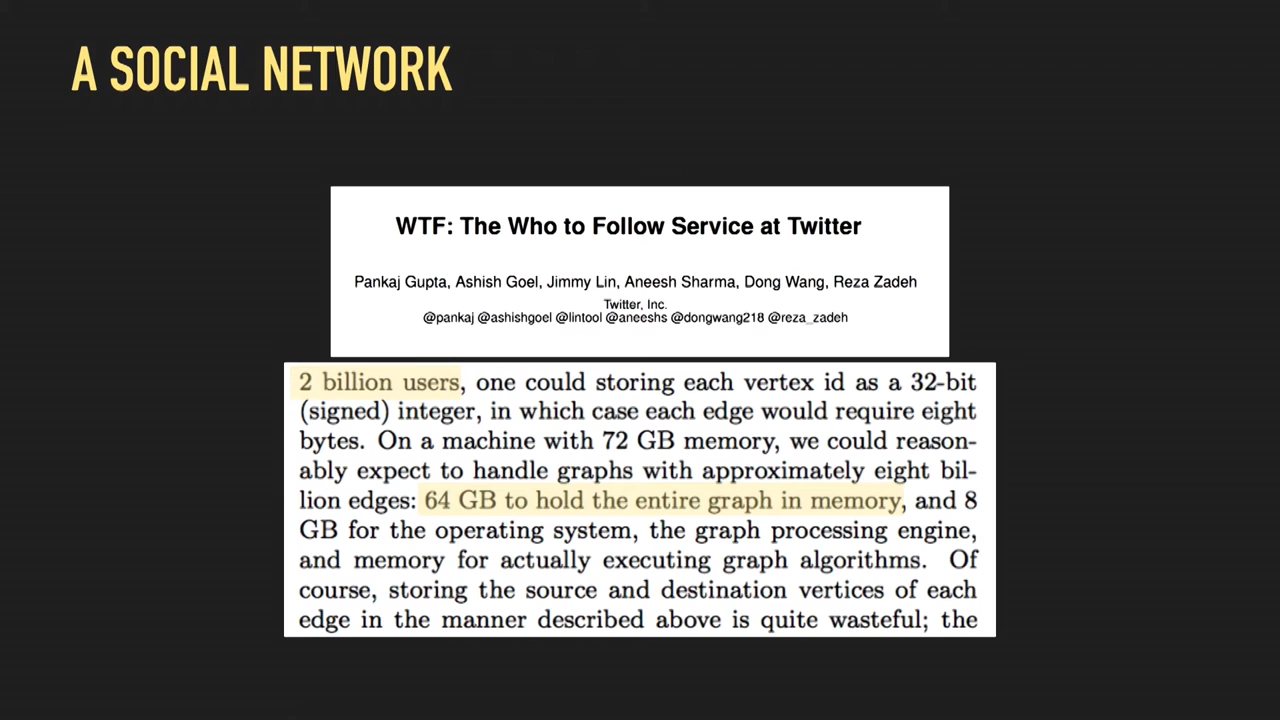 A SOCIAL NETWORK
WTF: The Who to Follow Service at Twitter
Pankaj Gupta, Ashish Goel, Jimmy Lin, Aneesh Sharma, Dong Wang, Reza Zadeh
Twitter, Inc.
@pankaj @ashishgoel @lintool @aneeshs @dongwang218 @reza_zadeh
2 billion users, one could storing each vertex id as a 32-bit
(signed) integer, in which case each edge would require eight
bytes. On a machine with 72 GB memory, we could reason-
ably expect to handle graphs with approximately eight bil-
lion edges: 64 GB to hold the entire graph in memory, and 8
GB for the operating system, the graph processing engine,
and memory for actually executing graph algorithms. Of
course, storing the source and destination vertices of each
edge in the manner described above is quite wasteful; the